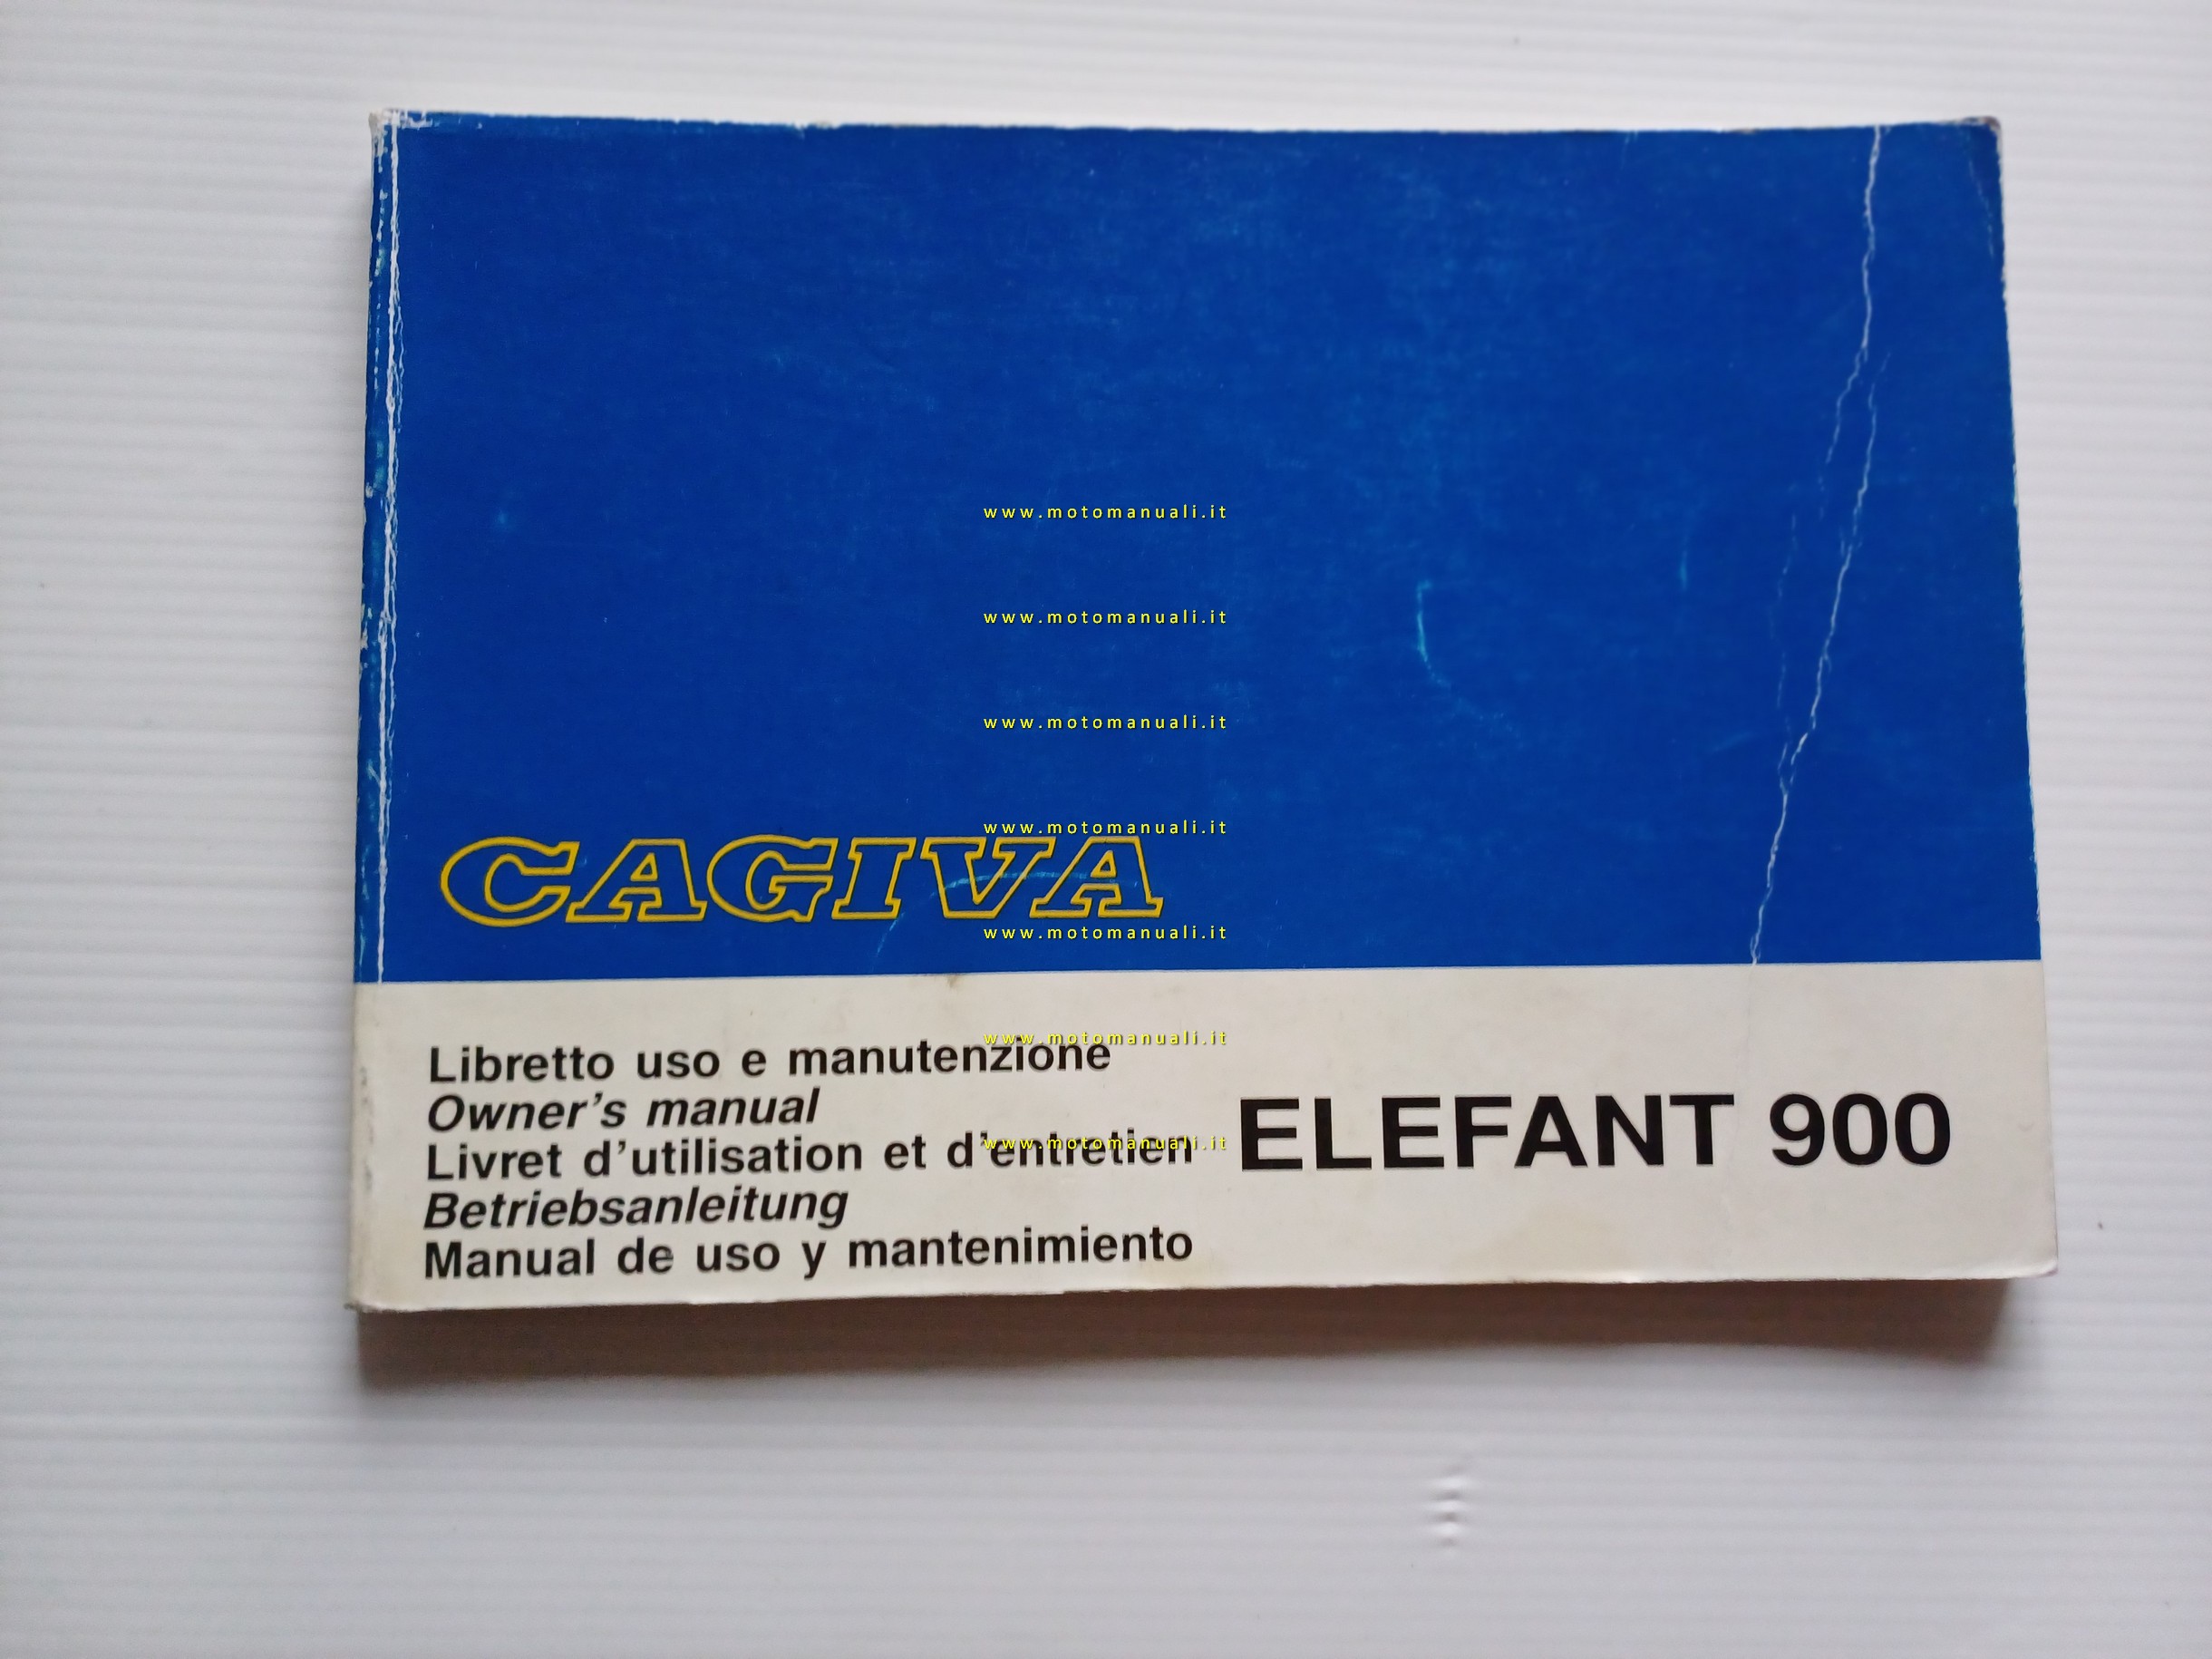 www.motomanuali.it
www.motomanuali.it
www.motomanuali.it
www.motomanuali.it
CAGIVA
www.motomanuali.it
www.motomanuali.it
Libretto uso e manutenzione
Owner's manual
www.motomanuali.it
Livret d'utilisation et d'entretien
ELEFANT 900
Betriebsanleitung
Manual de uso y mantenimiento